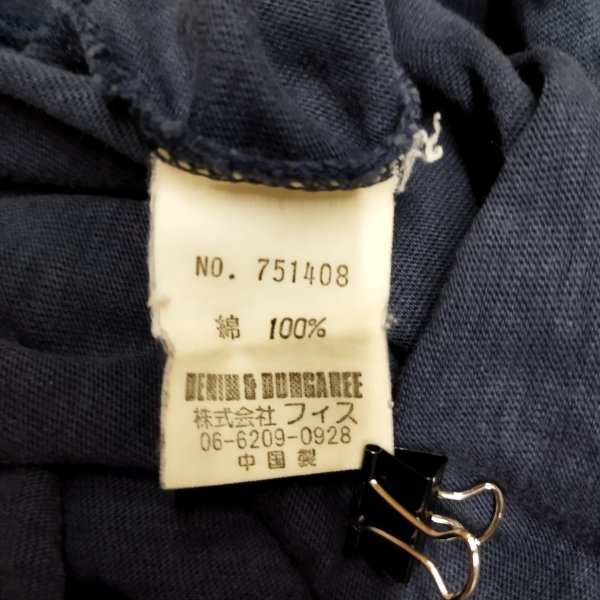 NO. 751408
綿 100%
DENIM & DUNGAREE
株式会社 フィス
06-6209-0928
中国製